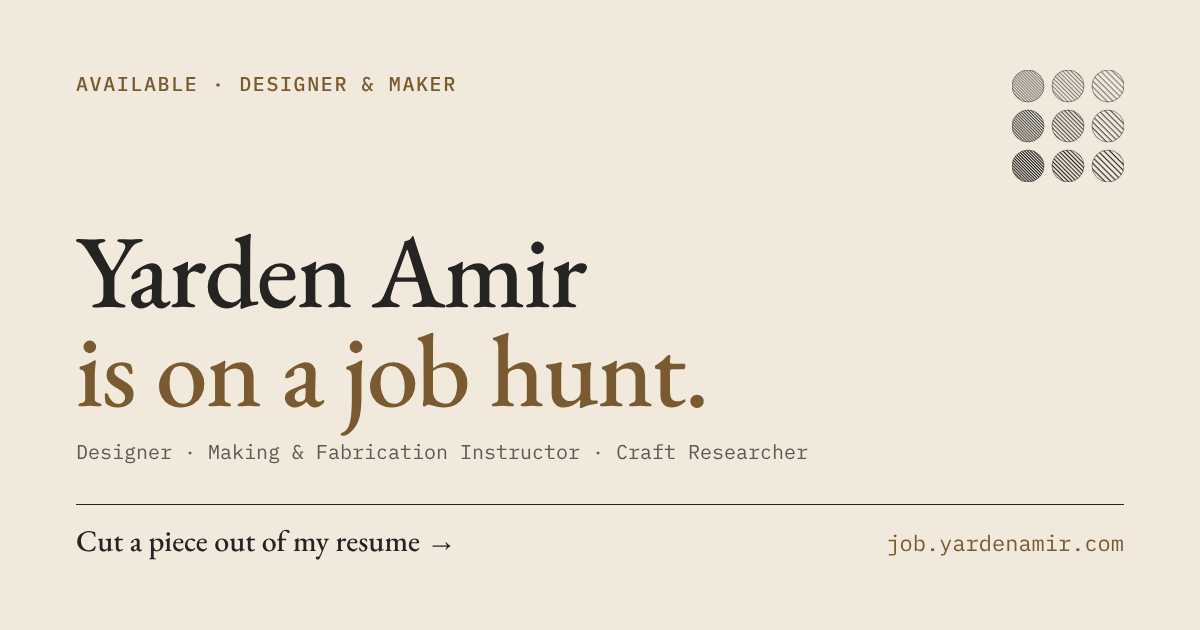 AVAILABLE · DESIGNER & MAKER
Yarden Amir
is on a job hunt.
Designer · Making & Fabrication Instructor · Craft Researcher
Cut a piece out of my resume →
job.yardenamir.com